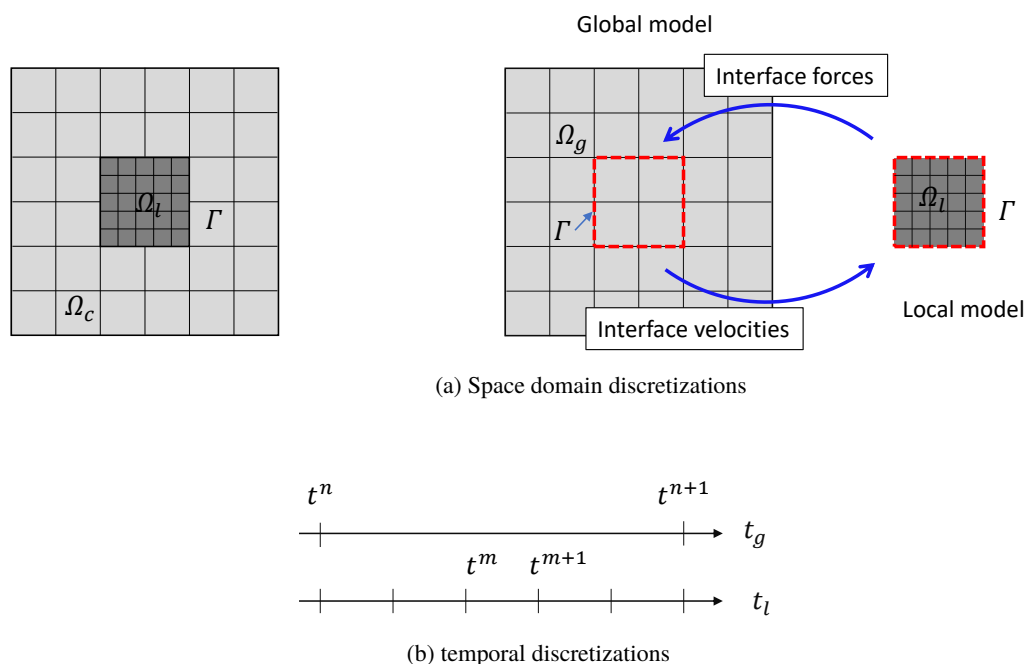 Global model
Interface forces
Ω_l
Γ
Ω_c
Ω_g
Γ
Ω_l
Γ
Interface velocities
Local model
(a) Space domain discretizations
t^n
t^{n+1}
t_g
t^m
t^{m+1}
t_l
(b) temporal discretizations